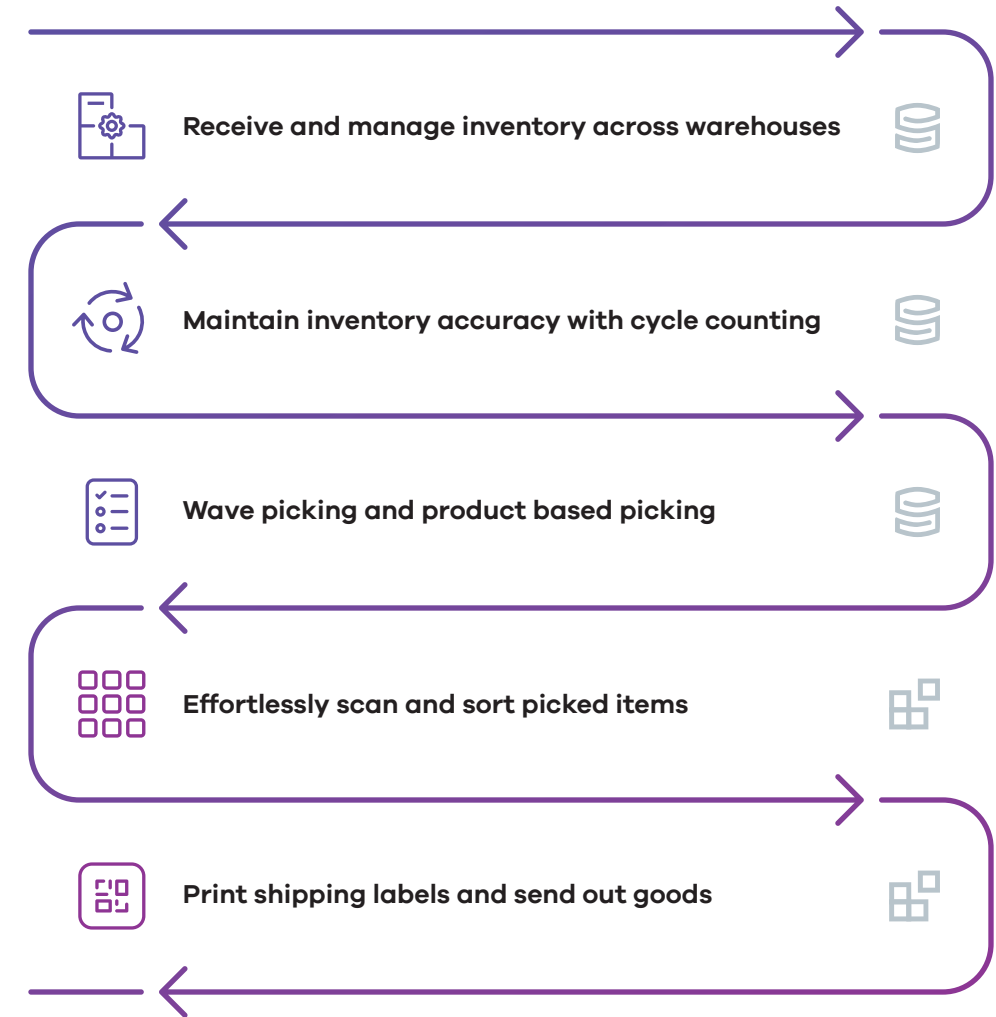 Receive and manage inventory across warehouses
Maintain inventory accuracy with cycle counting
Wave picking and product based picking
Effortlessly scan and sort picked items
Print shipping labels and send out goods